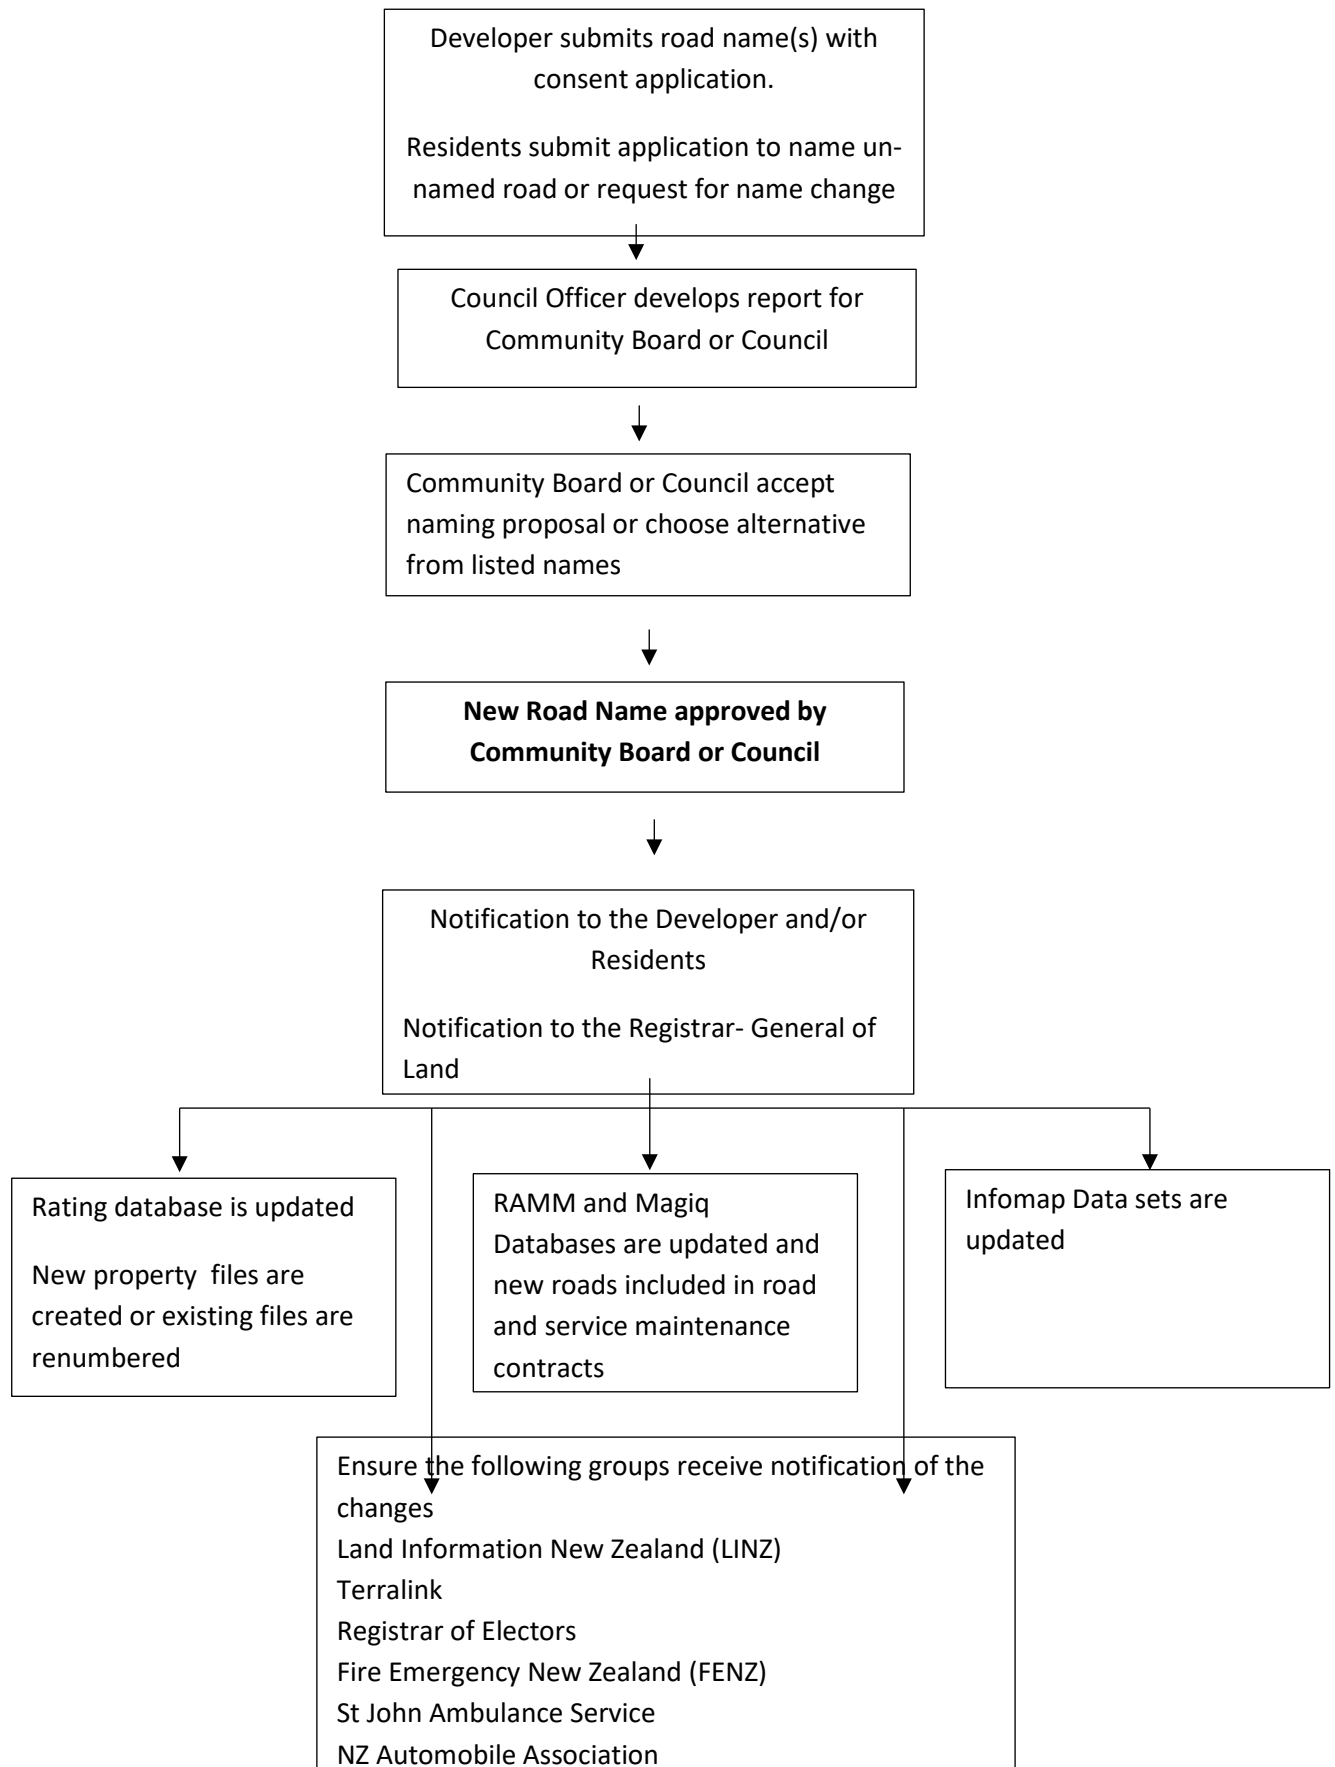 Developer submits road name(s) with
consent application.
Residents submit application to name un-
named road or request for name change
Council Officer develops report for
Community Board or Council
Community Board or Council accept
naming proposal or choose alternative
from listed names
New Road Name approved by
Community Board or Council
Notification to the Developer and/or
Residents
Notification to the Registrar- General of
Land
Rating database is updated
New property  files are
created or existing files are
renumbered
RAMM and Magiq
Databases are updated and
new roads included in road
and service maintenance
contracts
Infomap Data sets are
updated
Ensure the following groups receive notification of the
changes
Land Information New Zealand (LINZ)
Terralink
Registrar of Electors
Fire Emergency New Zealand (FENZ)
St John Ambulance Service
NZ Automobile Association